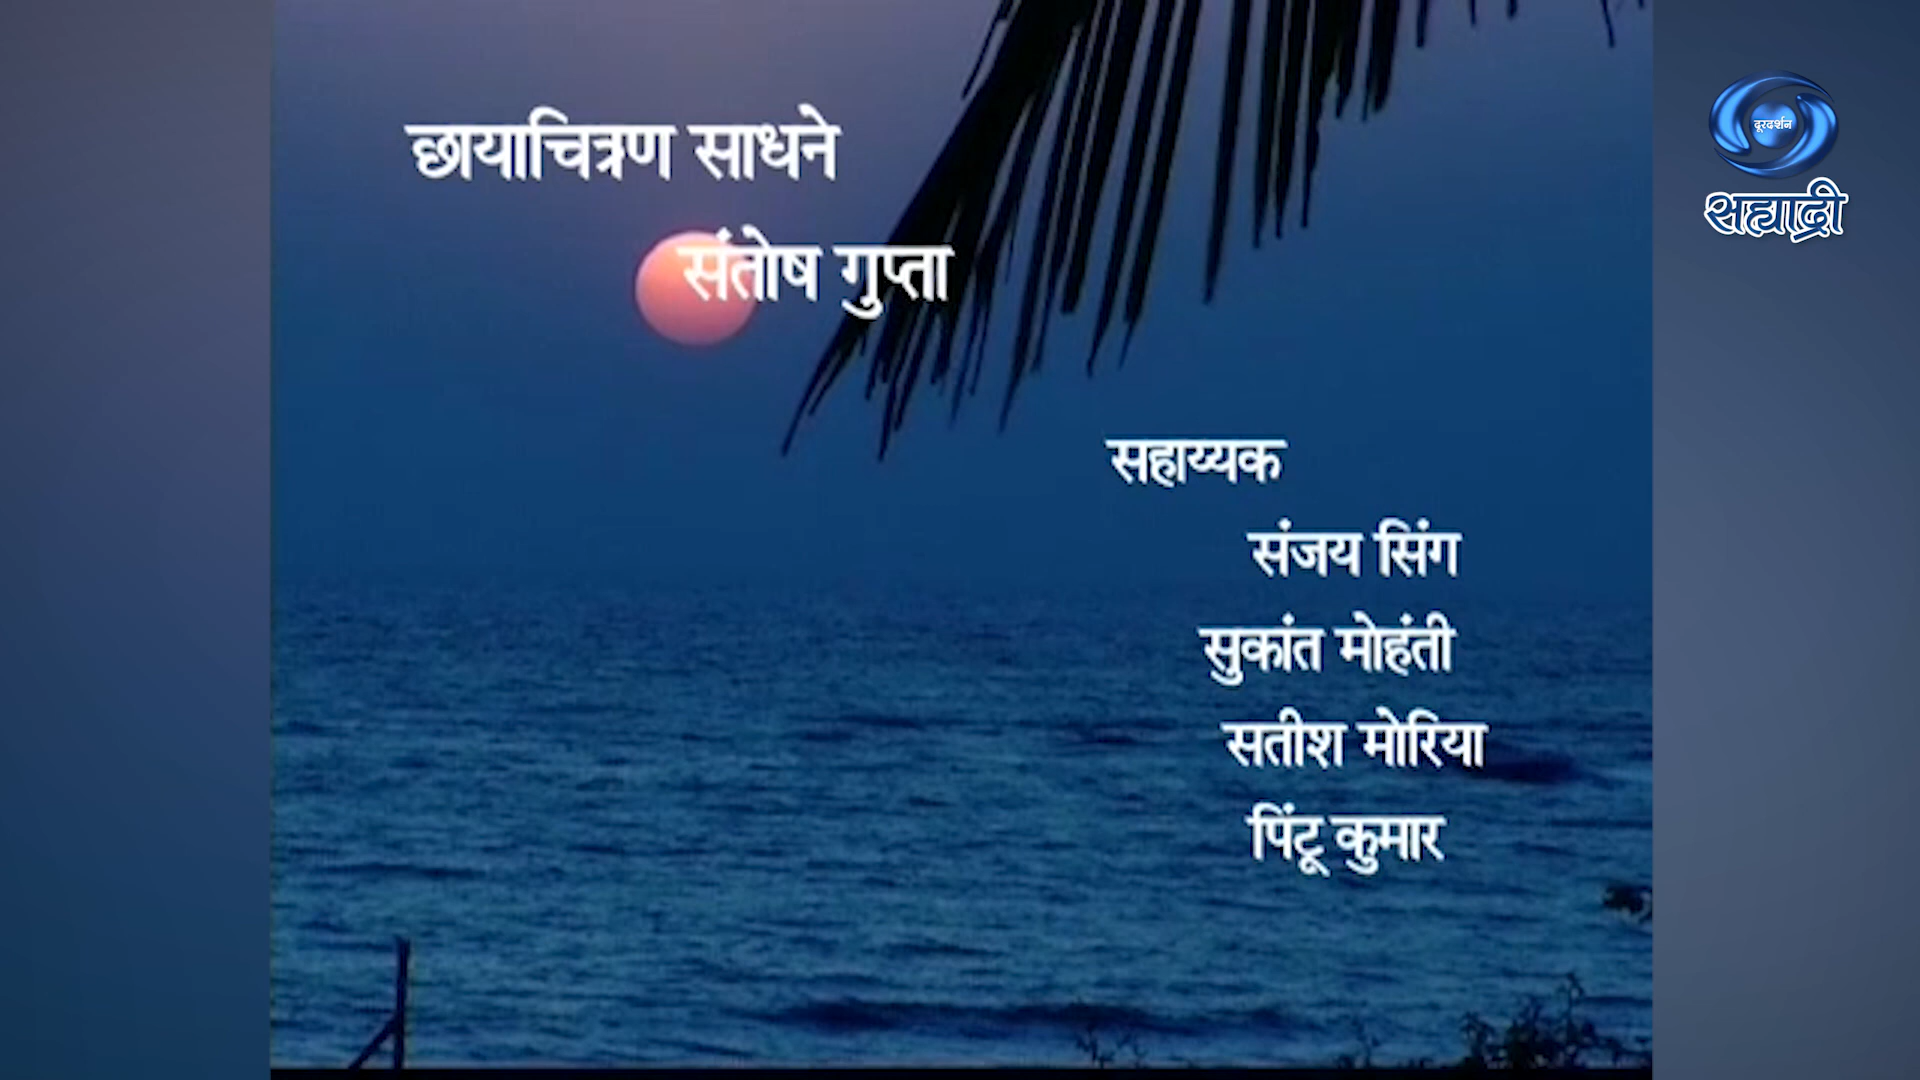 छायाचित्रण साधने
संतोष गुप्ता
सहाय्यक
संजय सिंग
सुकांत मोहंती
सतीश मोरिया
पिंटू कुमार
दूरदर्शन
सह्याद्री